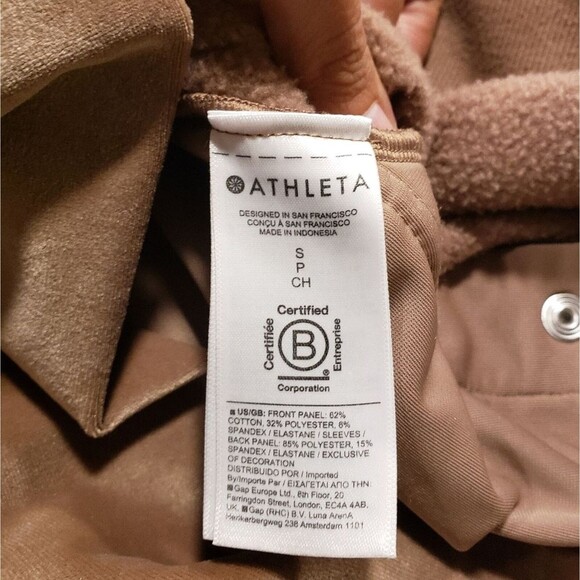 ATHLETA
DESIGNED IN SAN FRANCISCO
CONÇU À SAN FRANCISCO
MADE IN INDONESIA
S
P
CH
Certified
Certifiée
B
Entreprise
®
Corporation
US/GB: FRONT PANEL: 62%
COTTON, 32% POLYESTER, 6%
SPANDEX / ELASTANE / SLEEVES /
BACK PANEL: 85% POLYESTER, 15%
SPANDEX / ELASTANE / EXCLUSIVE
OF DECORATION
DISTRIBUIDO POR / Imported
By/Importe Par / ΕΙΣΑΓΕΤΑΙ ΑΠΟ ΤΗΝ:
Gap Europe Ltd., 6th Floor, 20
Farringdon Street, London, EC4A 4AB,
UK. Gap (RHC) B.V. Luna ArenA
Herikerbergweg 238 Amsterdam 1101